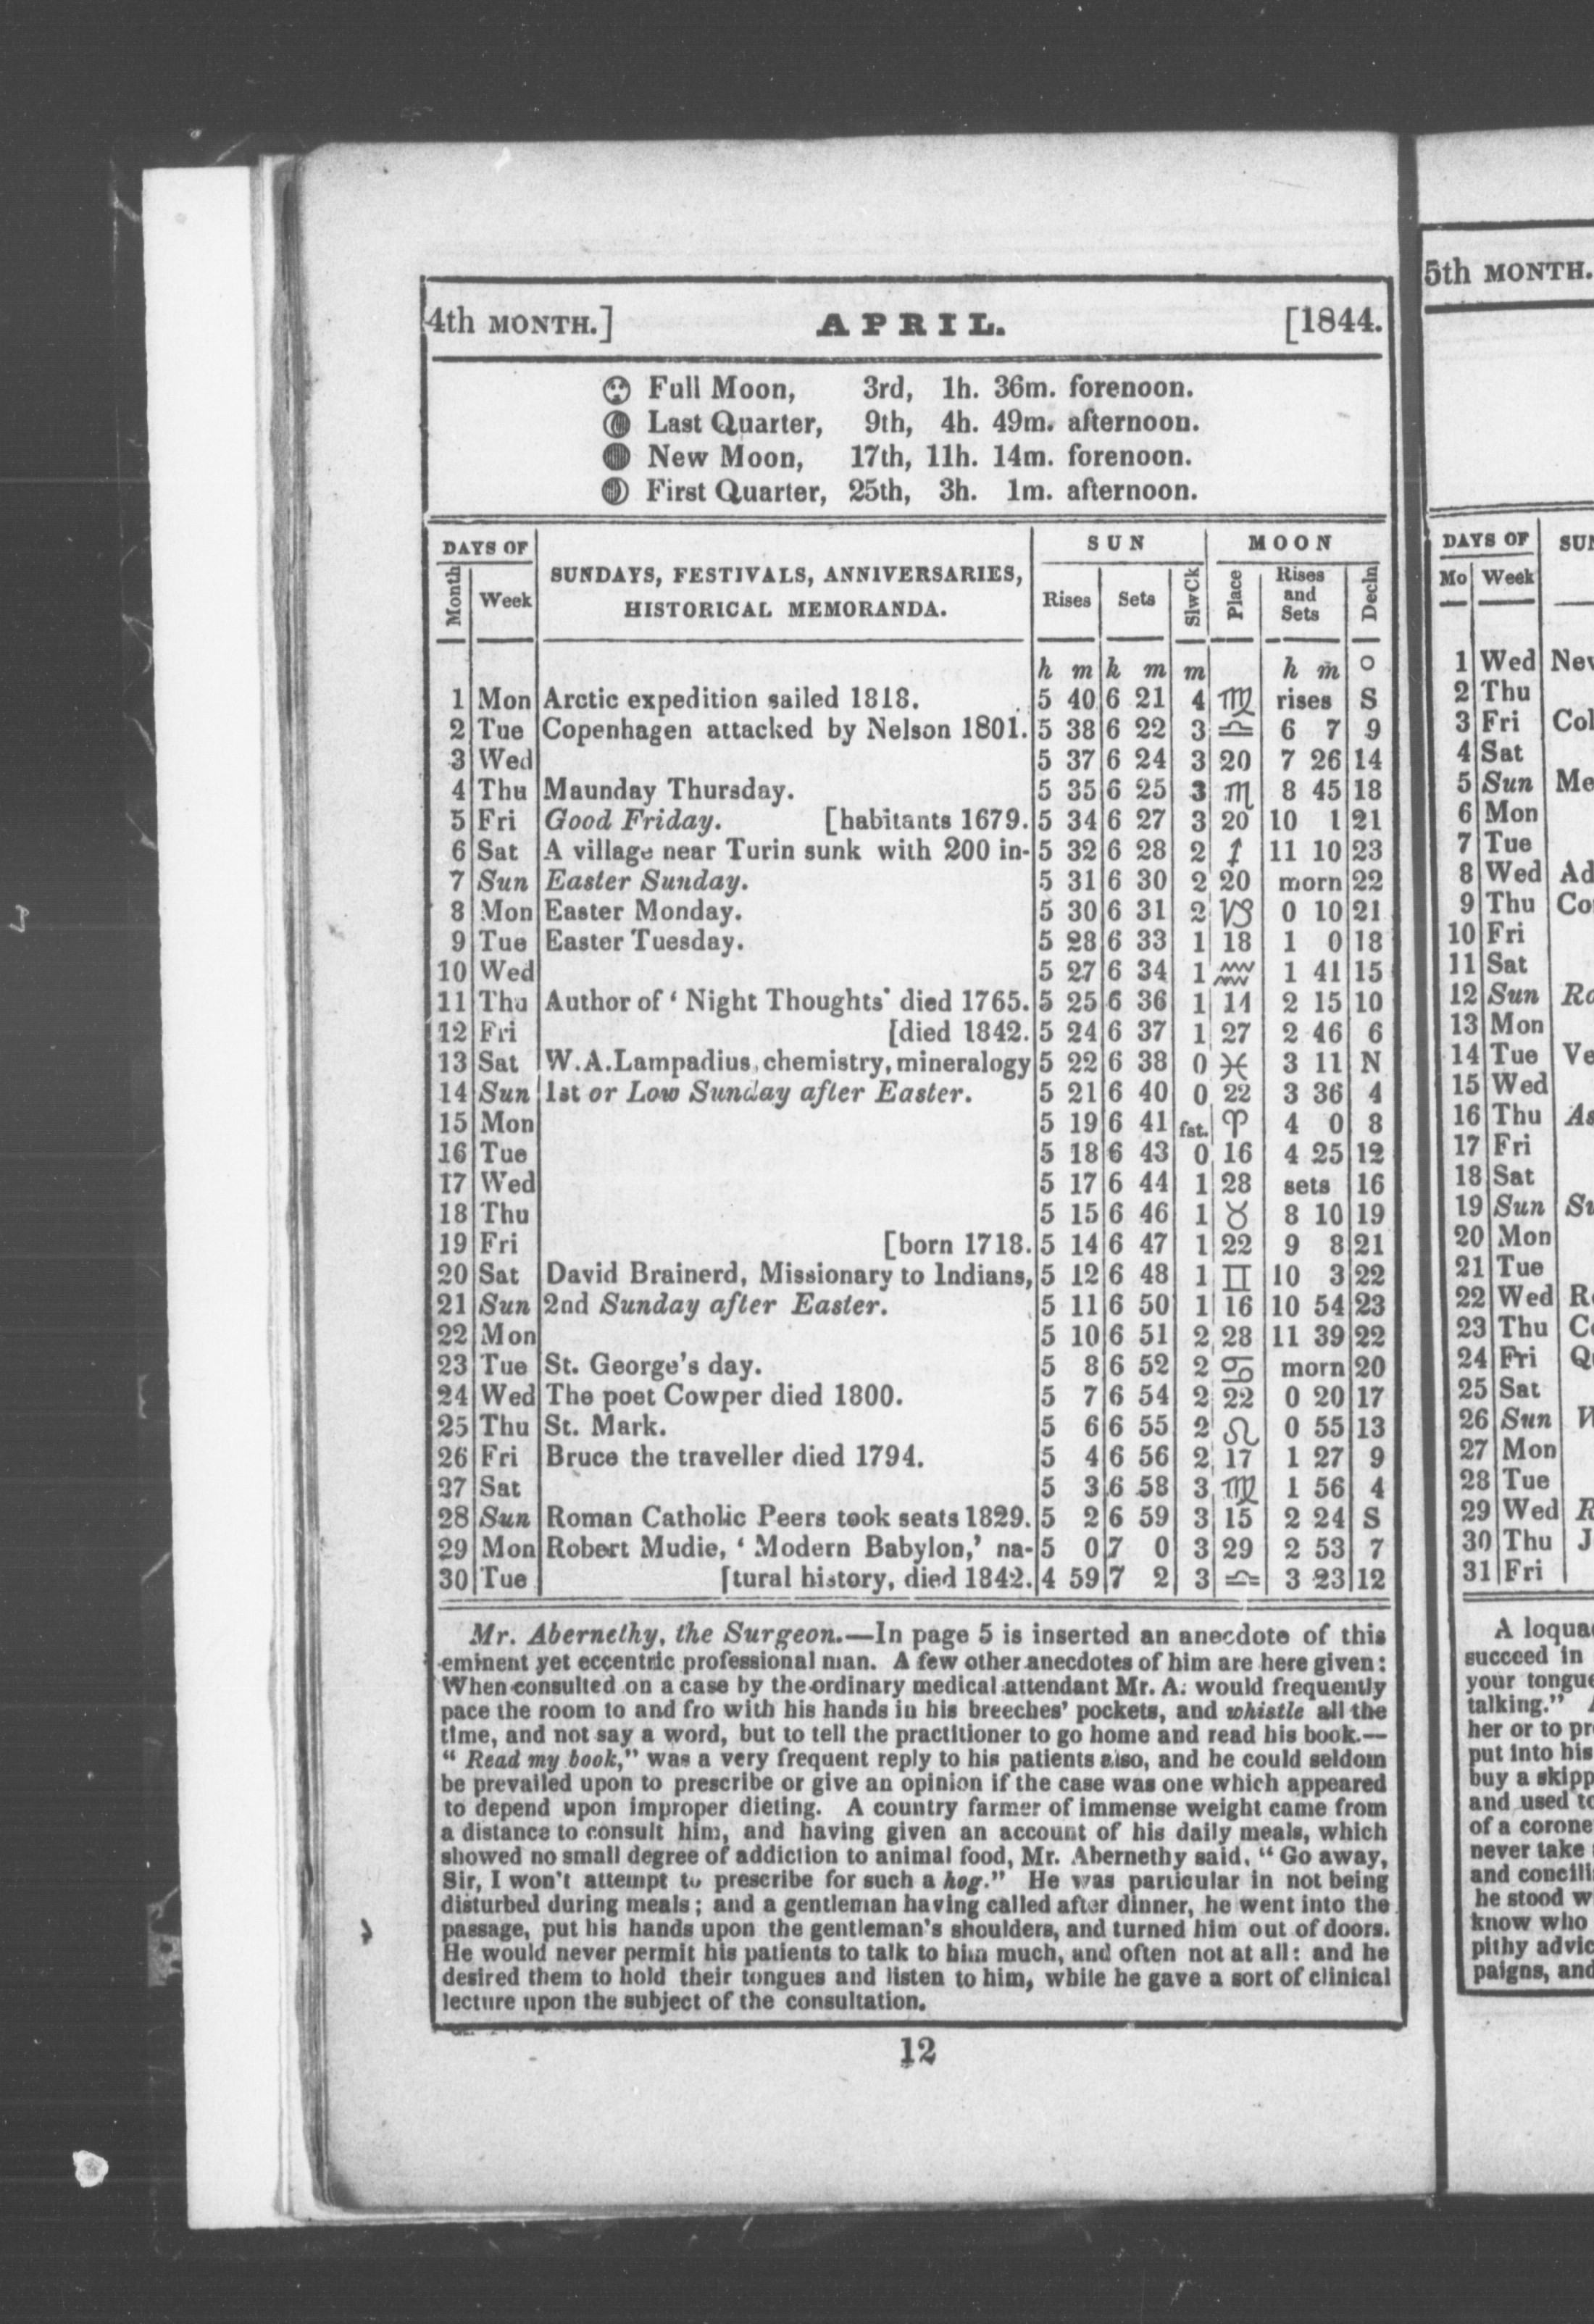 4th MONTH.] APRIL. [1844.
Full Moon, 3rd, 1h. 36m. forenoon.
Last Quarter, 9th, 4h. 49m. afternoon.
New Moon, 17th, 11h. 14m. forenoon.
First Quarter, 25th, 3h. 1m. afternoon.
DAYS OF SUN MOON
Month Week SUNDAYS, FESTIVALS, ANNIVERSARIES, HISTORICAL MEMORANDA. Rises Sets SlwCk Place Rises and Sets Decln
h m h m m h m o
1 Mon Arctic expedition sailed 1818. 5 40 6 21 4 ♍ rises S
2 Tue Copenhagen attacked by Nelson 1801. 5 38 6 22 3 ♎ 6 7 9
3 Wed 5 37 6 24 3 20 7 26 14
4 Thu Maunday Thursday. 5 35 6 25 3 ♏ 8 45 18
5 Fri Good Friday. [habitants 1679. 5 34 6 27 3 20 10 1 21
6 Sat A village near Turin sunk with 200 in- 5 32 6 28 2 ♐ 11 10 23
7 Sun Easter Sunday. 5 31 6 30 2 20 morn 22
8 Mon Easter Monday. 5 30 6 31 2 ♑ 0 10 21
9 Tue Easter Tuesday. 5 28 6 33 1 18 1 0 18
10 Wed 5 27 6 34 1 ♒ 1 41 15
11 Thu Author of ‘Night Thoughts’ died 1765. 5 25 6 36 1 14 2 15 10
12 Fri [died 1842. 5 24 6 37 1 27 2 46 6
13 Sat W.A.Lampadius, chemistry, mineralogy 5 22 6 38 0 ♓ 3 11 N
14 Sun 1st or Low Sunday after Easter. 5 21 6 40 0 22 3 36 4
15 Mon 5 19 6 41 fst. ♈ 4 0 8
16 Tue 5 18 6 43 0 16 4 25 12
17 Wed 5 17 6 44 1 28 sets 16
18 Thu 5 15 6 46 1 ♉ 8 10 19
19 Fri [born 1718. 5 14 6 47 1 22 9 8 21
20 Sat David Brainerd, Missionary to Indians, 5 12 6 48 1 ♊ 10 3 22
21 Sun 2nd Sunday after Easter. 5 11 6 50 1 16 10 54 23
22 Mon 5 10 6 51 2 28 11 39 22
23 Tue St. George's day. 5 8 6 52 2 ♋ morn 20
24 Wed The poet Cowper died 1800. 5 7 6 54 2 22 0 20 17
25 Thu St. Mark. 5 6 6 55 2 ♌ 0 55 13
26 Fri Bruce the traveller died 1794. 5 4 6 56 2 17 1 27 9
27 Sat 5 3 6 58 3 ♍ 1 56 4
28 Sun Roman Catholic Peers took seats 1829. 5 2 6 59 3 15 2 24 S
29 Mon Robert Mudie, ‘Modern Babylon,’ na- 5 0 7 0 3 29 2 53 7
30 Tue [tural history, died 1842. 4 59 7 2 3 ♎ 3 23 12
Mr. Abernethy, the Surgeon.—In page 5 is inserted an anecdote of this
eminent yet eccentric professional man. A few other anecdotes of him are here given:
When consulted on a case by the ordinary medical attendant Mr. A. would frequently
pace the room to and fro with his hands in his breeches' pockets, and whistle all the
time, and not say a word, but to tell the practitioner to go home and read his book.—
“Read my book,” was a very frequent reply to his patients also, and he could seldom
be prevailed upon to prescribe or give an opinion if the case was one which appeared
to depend upon improper dieting. A country farmer of immense weight came from
a distance to consult him, and having given an account of his daily meals, which
showed no small degree of addiction to animal food, Mr. Abernethy said, “Go away,
Sir, I won't attempt to prescribe for such a hog.” He was particular in not being
disturbed during meals; and a gentleman having called after dinner, he went into the
passage, put his hands upon the gentleman's shoulders, and turned him out of doors.
He would never permit his patients to talk to him much, and often not at all: and he
desired them to hold their tongues and listen to him, while he gave a sort of clinical
lecture upon the subject of the consultation.
12
5th MONTH.
DAYS OF
Mo Week
1 Wed
2 Thu
3 Fri
4 Sat
5 Sun
6 Mon
7 Tue
8 Wed
9 Thu
10 Fri
11 Sat
12 Sun
13 Mon
14 Tue
15 Wed
16 Thu
17 Fri
18 Sat
19 Sun
20 Mon
21 Tue
22 Wed
23 Thu
24 Fri
25 Sat
26 Sun
27 Mon
28 Tue
29 Wed
30 Thu
31 Fri
A
succeed in
your
talking.”
her or to
put into his
buy a
and used
of a
never take
and
he stood
know who
pithy
paigns, and